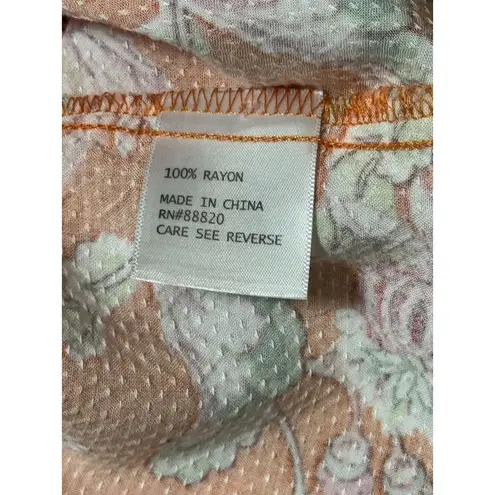 100% RAYON
MADE IN CHINA
RN#88820
CARE SEE REVERSE